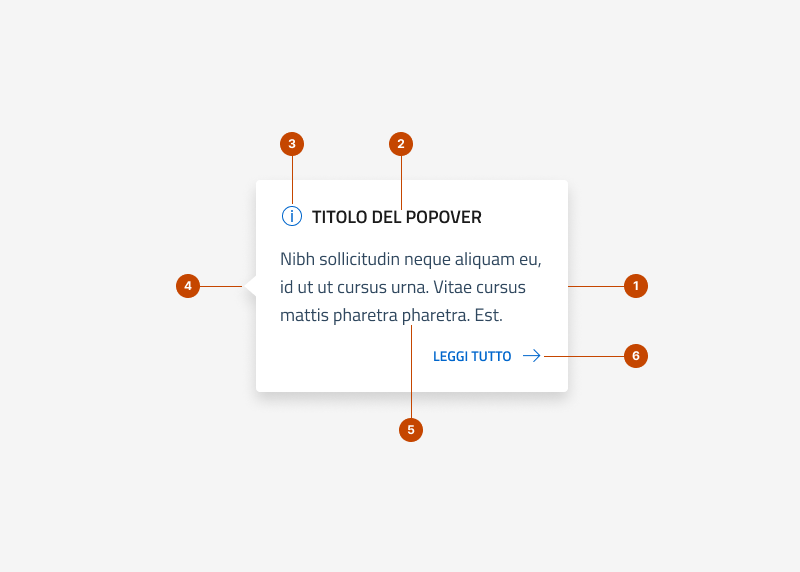 3
2
TITOLO DEL POPOVER
Nibh sollicitudin neque aliquam eu,
id ut ut cursus urna. Vitae cursus
mattis pharetra pharetra. Est.
4
1
LEGGI TUTTO
6
5